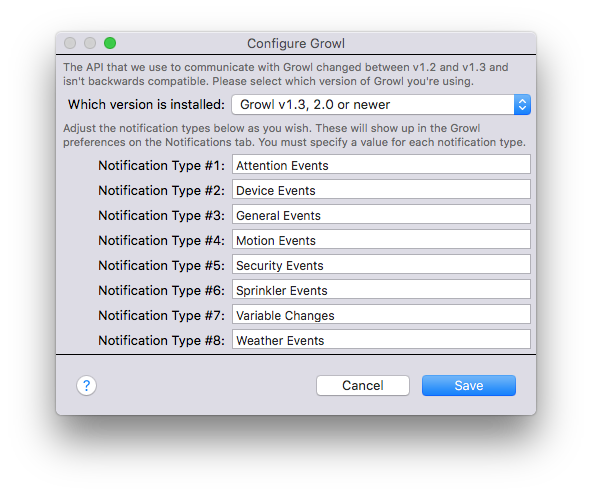 Configure Growl
The API that we use to communicate with Growl changed between v1.2 and v1.3 and
isn't backwards compatible. Please select which version of Growl you're using.
Which version is installed: Growl v1.3, 2.0 or newer
Adjust the notification types below as you wish. These will show up in the Growl
preferences on the Notifications tab. You must specify a value for each notification type.
Notification Type #1: Attention Events
Notification Type #2: Device Events
Notification Type #3: General Events
Notification Type #4: Motion Events
Notification Type #5: Security Events
Notification Type #6: Sprinkler Events
Notification Type #7: Variable Changes
Notification Type #8: Weather Events
? Cancel Save